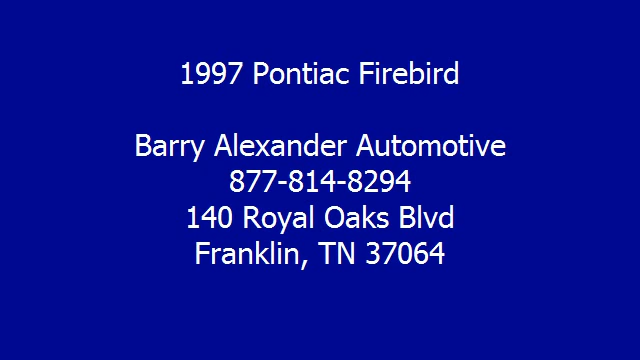 1997 Pontiac Firebird
Barry Alexander Automotive
877-814-8294
140 Royal Oaks Blvd
Franklin, TN 37064